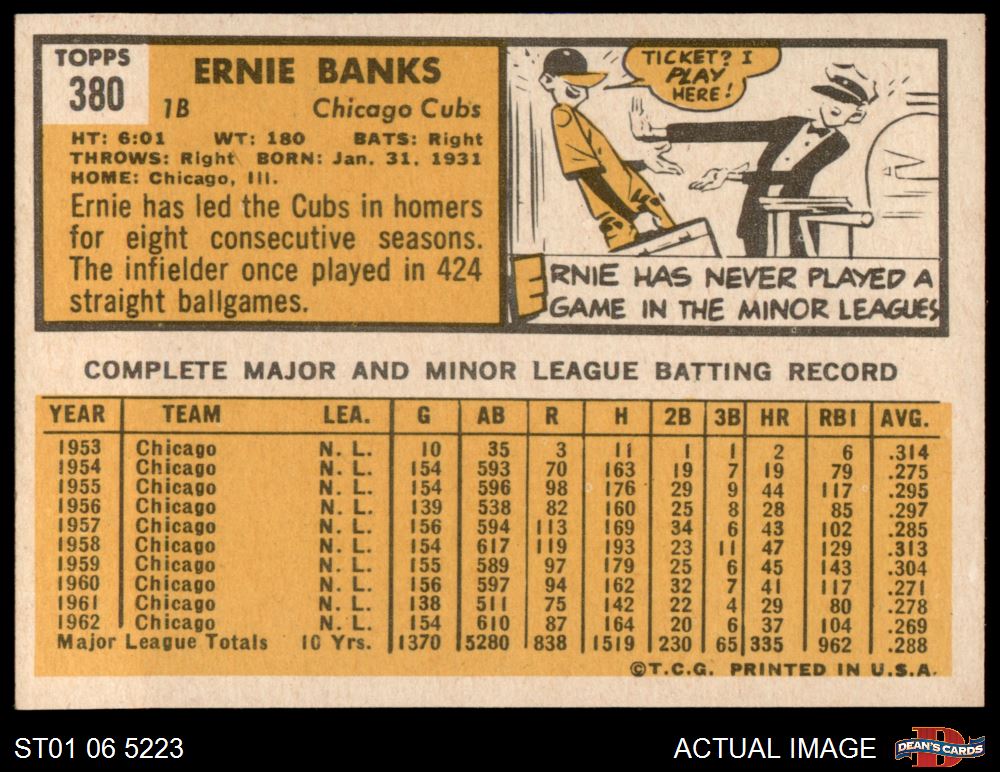 TOPPS
380
ERNIE BANKS
1B Chicago Cubs
HT: 6:01 WT: 180 BATS: Right
THROWS: Right BORN: Jan. 31, 1931
HOME: Chicago, Ill.
Ernie has led the Cubs in homers
for eight consecutive seasons.
The infielder once played in 424
straight ballgames.
TICKET? I
PLAY
HERE!
ERNIE HAS NEVER PLAYED A
GAME IN THE MINOR LEAGUES
COMPLETE MAJOR AND MINOR LEAGUE BATTING RECORD
YEAR TEAM LEA. G AB R H 2B 3B HR RBI AVG.
1953 Chicago N. L. 10 35 3 11 1 1 2 6 .314
1954 Chicago N. L. 154 593 70 163 19 7 19 79 .275
1955 Chicago N. L. 154 596 98 176 29 9 44 117 .295
1956 Chicago N. L. 139 538 82 160 25 8 28 85 .297
1957 Chicago N. L. 156 594 113 169 34 6 43 102 .285
1958 Chicago N. L. 154 617 119 193 23 11 47 129 .313
1959 Chicago N. L. 155 589 97 179 25 6 45 143 .304
1960 Chicago N. L. 156 597 94 162 32 7 41 117 .271
1961 Chicago N. L. 138 511 75 142 22 4 29 80 .278
1962 Chicago N. L. 154 610 87 164 20 6 37 104 .269
Major League Totals 10 Yrs. 1370 5280 838 1519 230 65 335 962 .288
©T.C.G. PRINTED IN U.S.A.
ST01 06 5223
ACTUAL IMAGE
DEAN'S CARDS